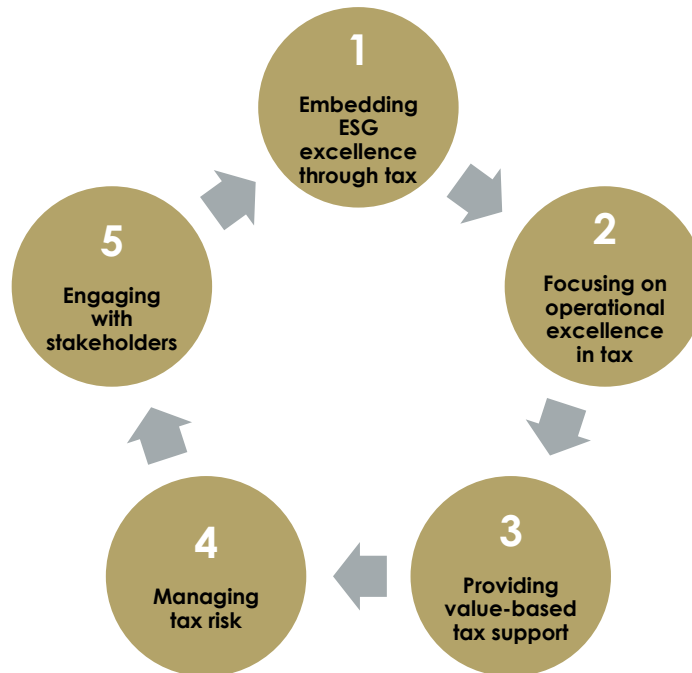 1
Embedding
ESG
excellence
through tax
2
Focusing on
operational
excellence
in tax
3
Providing
value-based
tax support
4
Managing
tax risk
5
Engaging
with
stakeholders